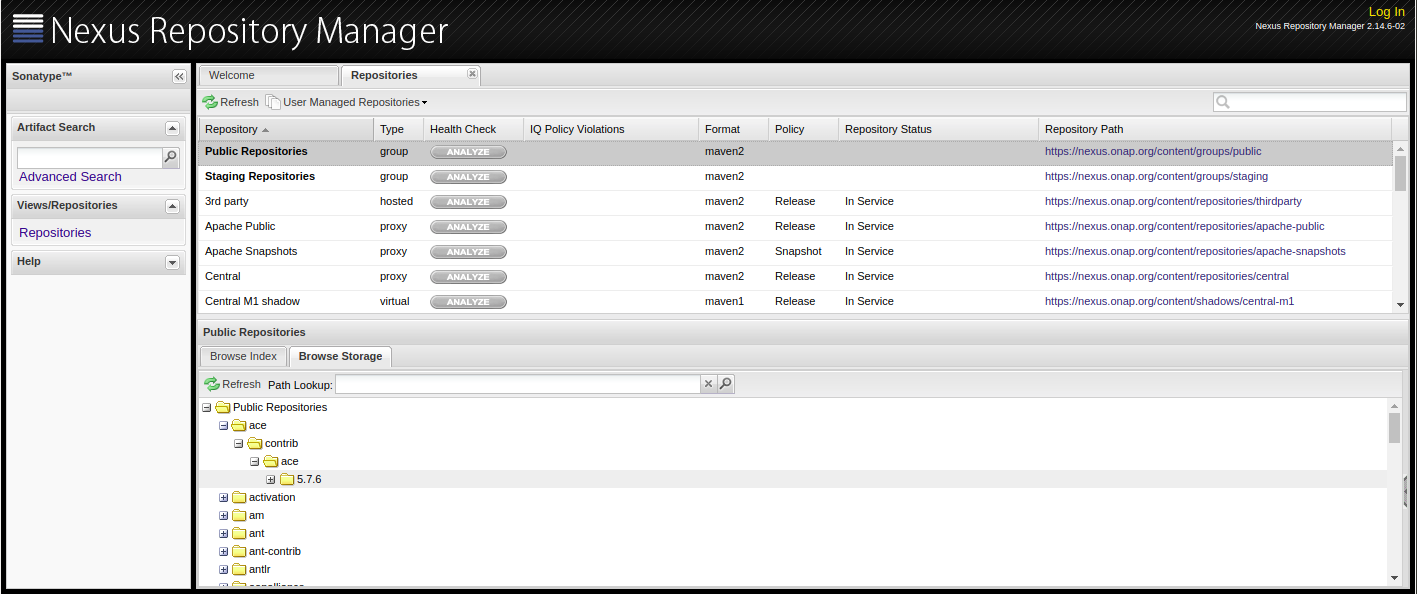 Nexus Repository Manager
Log In
Nexus Repository Manager 2.14.6-02
Sonatype™
Artifact Search
Advanced Search
Views/Repositories
Repositories
Help
Welcome Repositories
Refresh User Managed Repositories
Repository Type Health Check IQ Policy Violations Format Policy Repository Status Repository Path
Public Repositories group ANALYZE maven2 https://nexus.onap.org/content/groups/public
Staging Repositories group ANALYZE maven2 https://nexus.onap.org/content/groups/staging
3rd party hosted ANALYZE maven2 Release In Service https://nexus.onap.org/content/repositories/thirdparty
Apache Public proxy ANALYZE maven2 Release In Service https://nexus.onap.org/content/repositories/apache-public
Apache Snapshots proxy ANALYZE maven2 Snapshot In Service https://nexus.onap.org/content/repositories/apache-snapshots
Central proxy ANALYZE maven2 Release In Service https://nexus.onap.org/content/repositories/central
Central M1 shadow virtual ANALYZE maven1 Release In Service https://nexus.onap.org/content/shadows/central-m1
Public Repositories
Browse Index Browse Storage
Refresh Path Lookup:
Public Repositories
ace
contrib
ace
5.7.6
activation
am
ant
ant-contrib
antlr